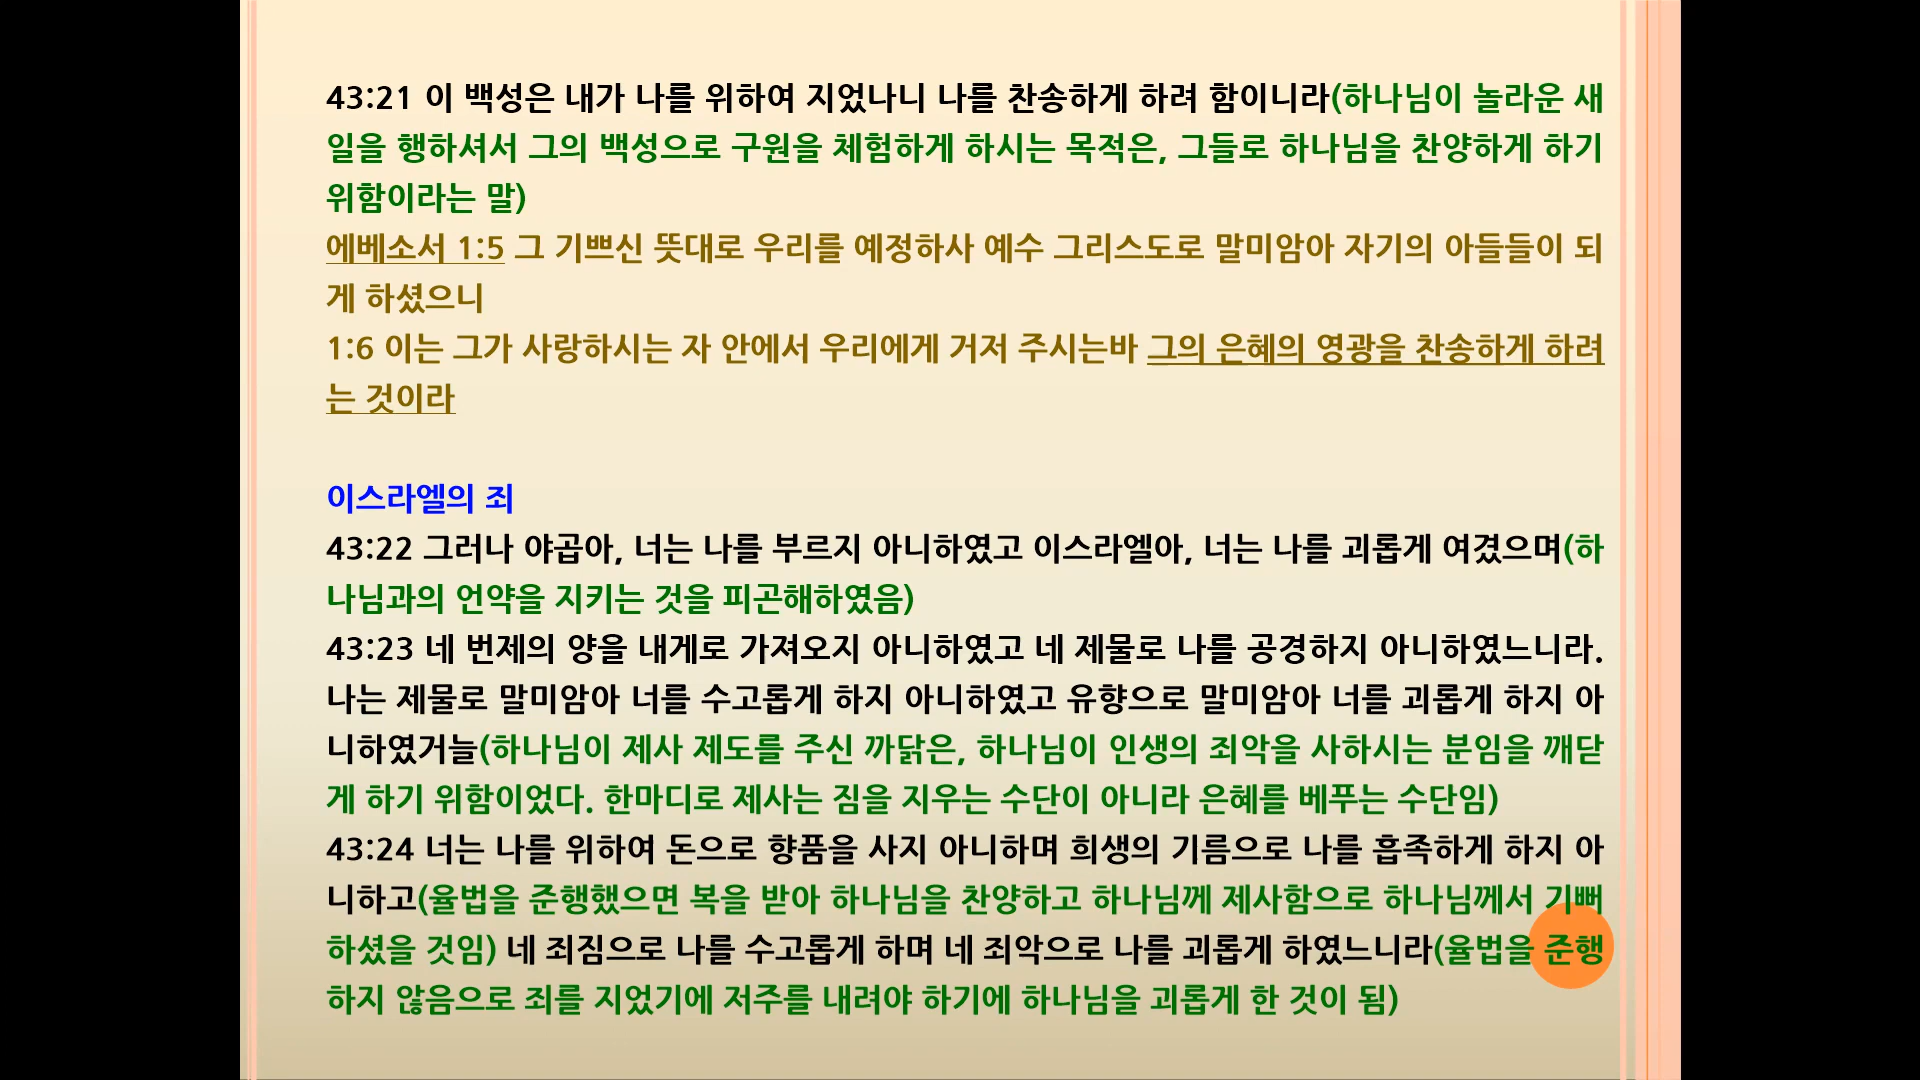 43:21 이 백성은 내가 나를 위하여 지었나니 나를 찬송하게 하려 함이니라(하나님이 놀라운 새
일을 행하셔서 그의 백성으로 구원을 체험하게 하시는 목적은, 그들로 하나님을 찬양하게 하기
위함이라는 말)
에베소서 1:5 그 기쁘신 뜻대로 우리를 예정하사 예수 그리스도로 말미암아 자기의 아들들이 되
게 하셨으니
1:6 이는 그가 사랑하시는 자 안에서 우리에게 거저 주시는바 그의 은혜의 영광을 찬송하게 하려
는 것이라
이스라엘의 죄
43:22 그러나 야곱아, 너는 나를 부르지 아니하였고 이스라엘아, 너는 나를 괴롭게 여겼으며(하
나님과의 언약을 지키는 것을 피곤해하였음)
43:23 네 번제의 양을 내게로 가져오지 아니하였고 네 제물로 나를 공경하지 아니하였느니라.
나는 제물로 말미암아 너를 수고롭게 하지 아니하였고 유향으로 말미암아 너를 괴롭게 하지 아
니하였거늘(하나님이 제사 제도를 주신 까닭은, 하나님이 인생의 죄악을 사하시는 분임을 깨닫
게 하기 위함이었다. 한마디로 제사는 짐을 지우는 수단이 아니라 은혜를 베푸는 수단임)
43:24 너는 나를 위하여 돈으로 향품을 사지 아니하며 희생의 기름으로 나를 흡족하게 하지 아
니하고(율법을 준행했으면 복을 받아 하나님을 찬양하고 하나님께 제사함으로 하나님께서 기뻐
하셨을 것임) 네 죄짐으로 나를 수고롭게 하며 네 죄악으로 나를 괴롭게 하였느니라(율법을 준행
하지 않음으로 죄를 지었기에 저주를 내려야 하기에 하나님을 괴롭게 한 것이 됨)